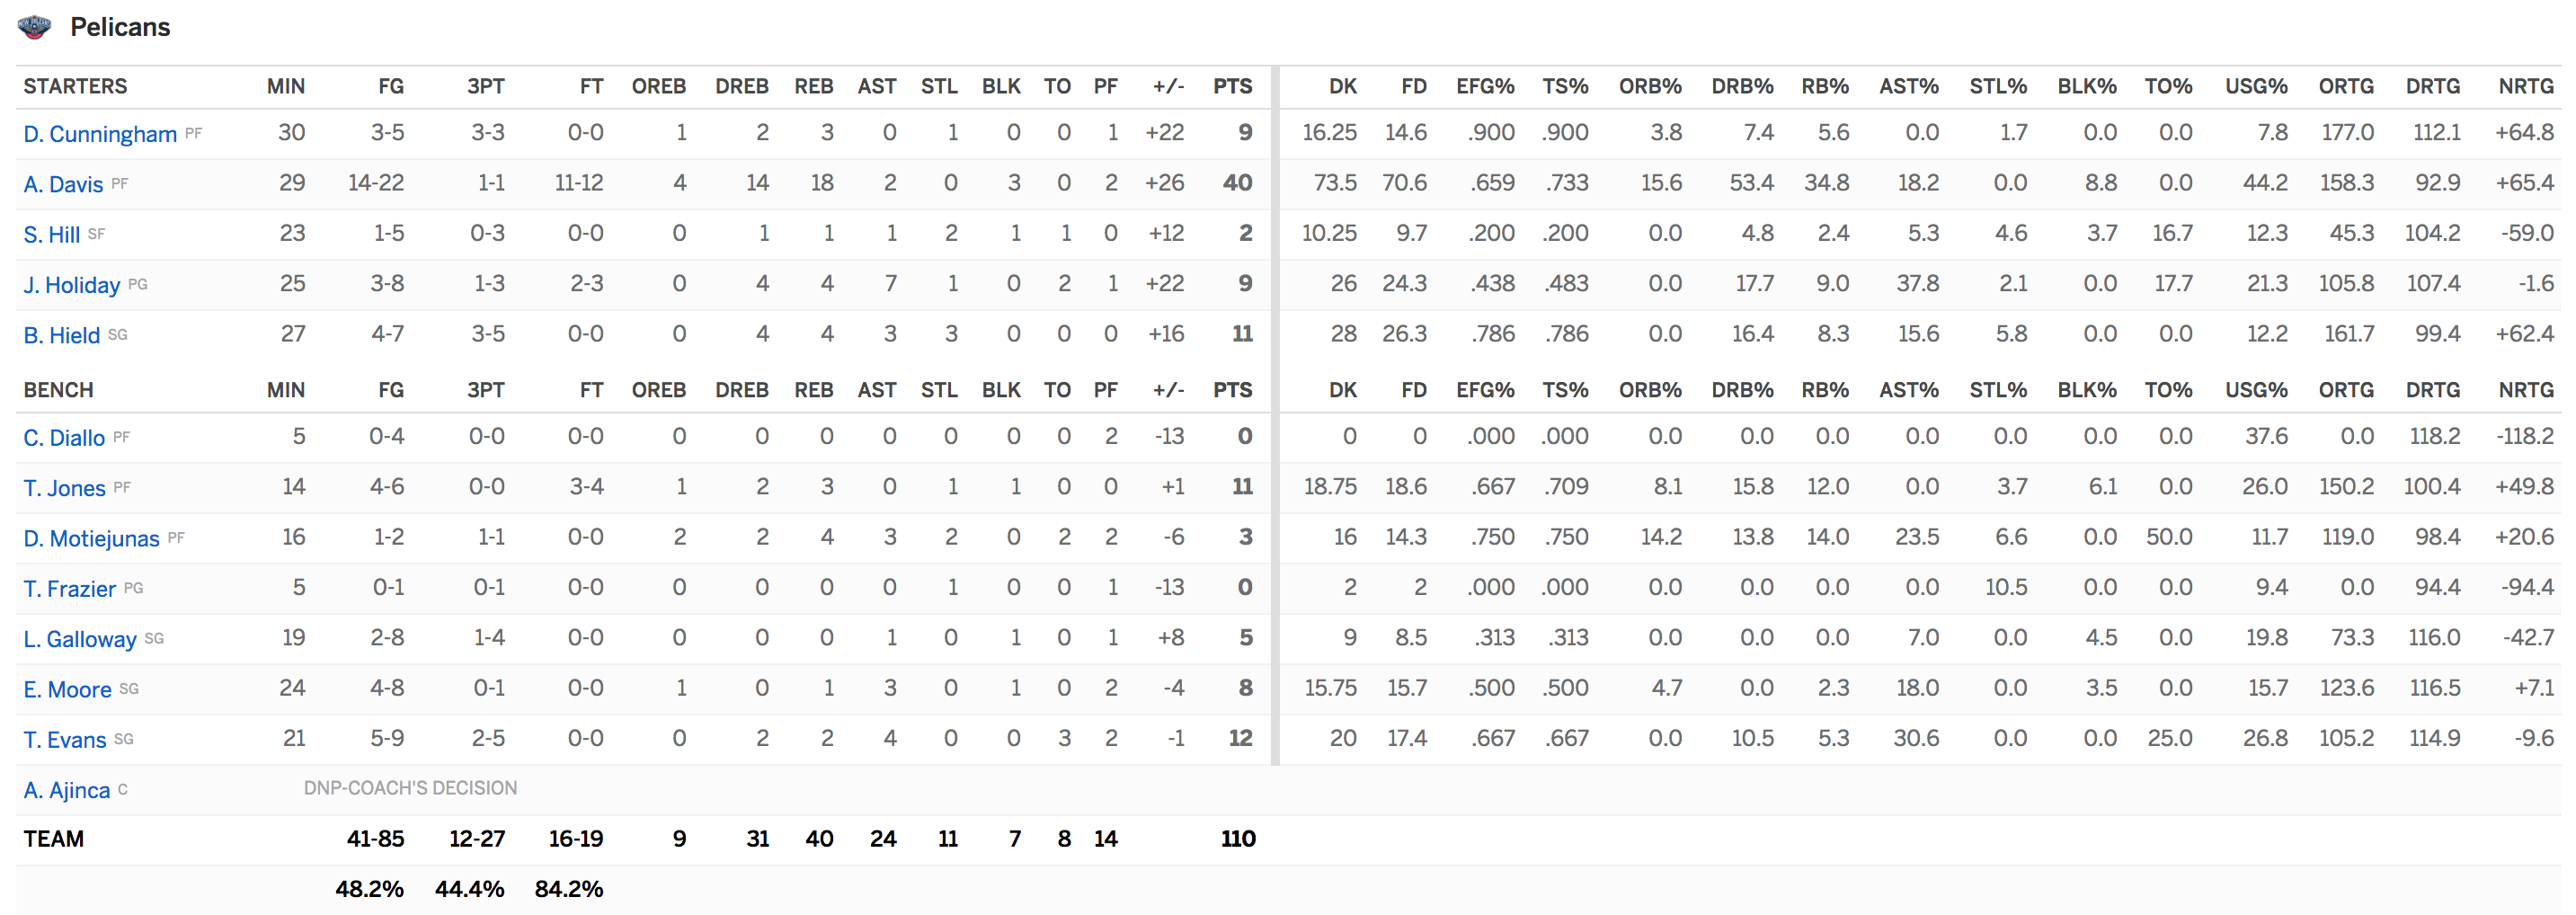 Pelicans
STARTERS MIN FG 3PT FT OREB DREB REB AST STL BLK TO PF +/- PTS DK FD EFG% TS% ORB% DRB% RB% AST% STL% BLK% TO% USG% ORTG DRTG NRTG
D. Cunningham PF 30 3-5 3-3 0-0 1 2 3 0 1 0 0 1 +22 9 16.25 14.6 .900 .900 3.8 7.4 5.6 0.0 1.7 0.0 0.0 7.8 177.0 112.1 +64.8
A. Davis PF 29 14-22 1-1 11-12 4 14 18 2 0 3 0 2 +26 40 73.5 70.6 .659 .733 15.6 53.4 34.8 18.2 0.0 8.8 0.0 44.2 158.3 92.9 +65.4
S. Hill SF 23 1-5 0-3 0-0 0 1 1 1 2 1 1 0 +12 2 10.25 9.7 .200 .200 0.0 4.8 2.4 5.3 4.6 3.7 16.7 12.3 45.3 104.2 -59.0
J. Holiday PG 25 3-8 1-3 2-3 0 4 4 7 1 0 2 1 +22 9 26 24.3 .438 .483 0.0 17.7 9.0 37.8 2.1 0.0 17.7 21.3 105.8 107.4 -1.6
B. Hield SG 27 4-7 3-5 0-0 0 4 4 3 3 0 0 0 +16 11 28 26.3 .786 .786 0.0 16.4 8.3 15.6 5.8 0.0 0.0 12.2 161.7 99.4 +62.4
BENCH MIN FG 3PT FT OREB DREB REB AST STL BLK TO PF +/- PTS DK FD EFG% TS% ORB% DRB% RB% AST% STL% BLK% TO% USG% ORTG DRTG NRTG
C. Diallo PF 5 0-4 0-0 0-0 0 0 0 0 0 0 0 2 -13 0 0 0 .000 .000 0.0 0.0 0.0 0.0 0.0 0.0 0.0 37.6 0.0 118.2 -118.2
T. Jones PF 14 4-6 0-0 3-4 1 2 3 0 1 1 0 0 +1 11 18.75 18.6 .667 .709 8.1 15.8 12.0 0.0 3.7 6.1 0.0 26.0 150.2 100.4 +49.8
D. Motiejunas PF 16 1-2 1-1 0-0 2 2 4 3 2 0 2 2 -6 3 16 14.3 .750 .750 14.2 13.8 14.0 23.5 6.6 0.0 50.0 11.7 119.0 98.4 +20.6
T. Frazier PG 5 0-1 0-1 0-0 0 0 0 0 1 0 0 1 -13 0 2 2 .000 .000 0.0 0.0 0.0 0.0 10.5 0.0 0.0 9.4 0.0 94.4 -94.4
L. Galloway SG 19 2-8 1-4 0-0 0 0 0 1 0 1 0 1 +8 5 9 8.5 .313 .313 0.0 0.0 0.0 7.0 0.0 4.5 0.0 19.8 73.3 116.0 -42.7
E. Moore SG 24 4-8 0-1 0-0 1 0 1 3 0 1 0 2 -4 8 15.75 15.7 .500 .500 4.7 0.0 2.3 18.0 0.0 3.5 0.0 15.7 123.6 116.5 +7.1
T. Evans SG 21 5-9 2-5 0-0 0 2 2 4 0 0 3 2 -1 12 20 17.4 .667 .667 0.0 10.5 5.3 30.6 0.0 0.0 25.0 26.8 105.2 114.9 -9.6
A. Ajinca C DNP-COACH'S DECISION
TEAM 41-85 12-27 16-19 9 31 40 24 11 7 8 14 110
48.2% 44.4% 84.2%